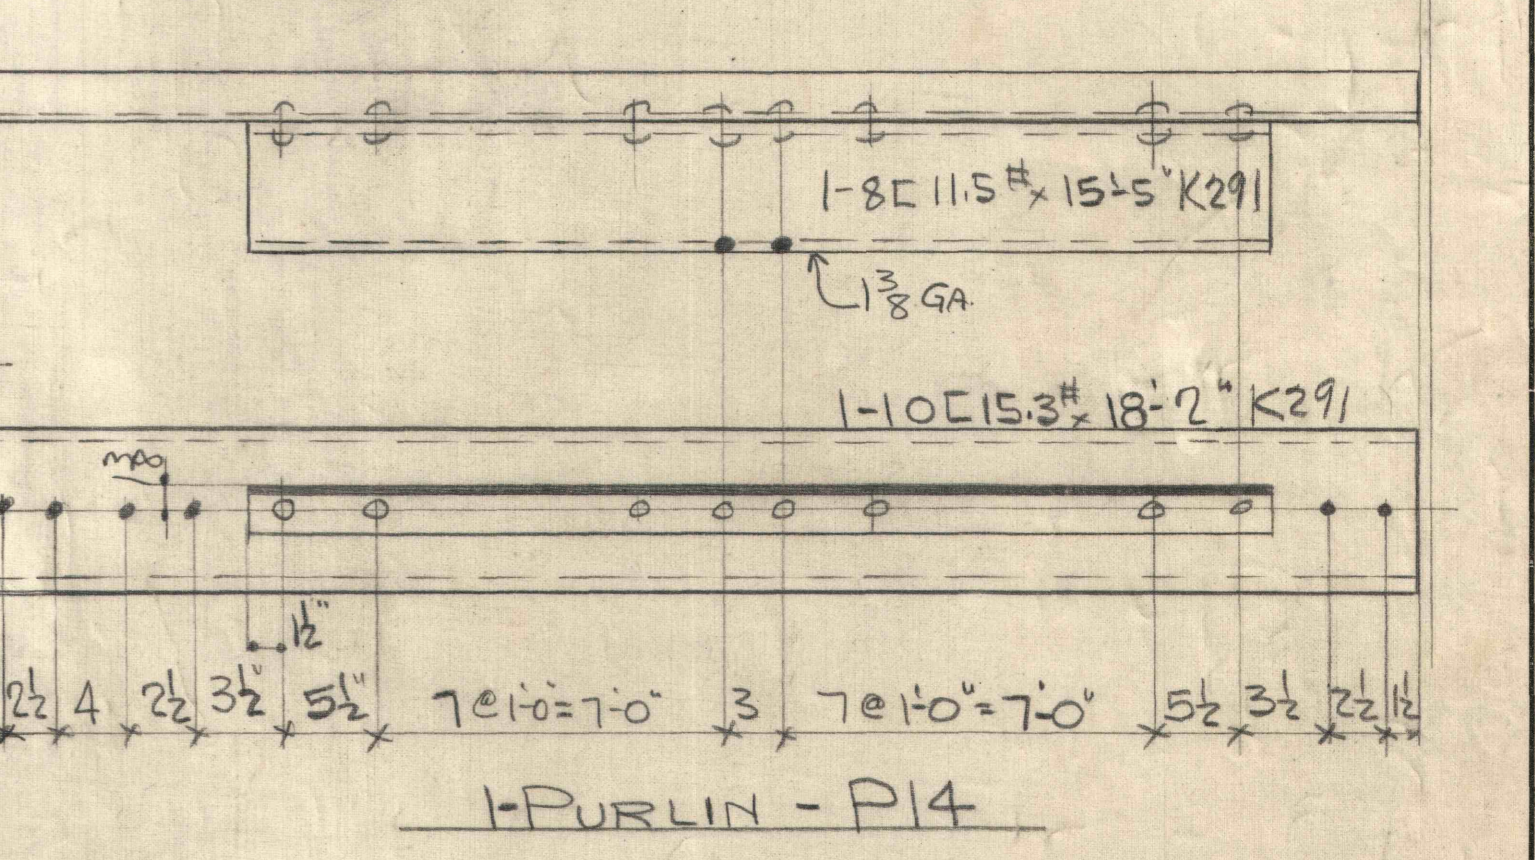 1-8[ 11.5# x 15'-5" K291
1 3/8 GA.
1-10[ 15.3# x 18'-2" K291
1 1/2"
2 1/2 4 2 1/2 3 1/2" 5 1/2" 7@1'-0"=7'-0" 3 7@1'-0"=7'-0" 5 1/2 3 1/2 2 1/2 1 1/2
1-PURLIN - P14